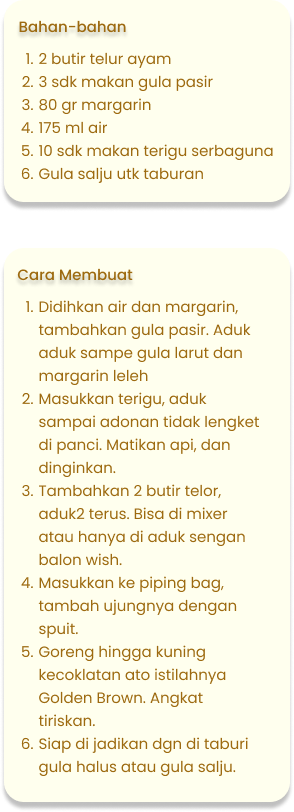 Bahan-bahan
1. 2 butir telur ayam
2. 3 sdk makan gula pasir
3. 80 gr margarin
4. 175 ml air
5. 10 sdk makan terigu serbaguna
6. Gula salju utk taburan
Cara Membuat
1. Didihkan air dan margarin,
tambahkan gula pasir. Aduk
aduk sampe gula larut dan
margarin leleh
2. Masukkan terigu, aduk
sampai adonan tidak lengket
di panci. Matikan api, dan
dinginkan.
3. Tambahkan 2 butir telor,
aduk2 terus. Bisa di mixer
atau hanya di aduk sengan
balon wish.
4. Masukkan ke piping bag,
tambah ujungnya dengan
spuit.
5. Goreng hingga kuning
kecoklatan ato istilahnya
Golden Brown. Angkat
tiriskan.
6. Siap di jadikan dgn di taburi
gula halus atau gula salju.